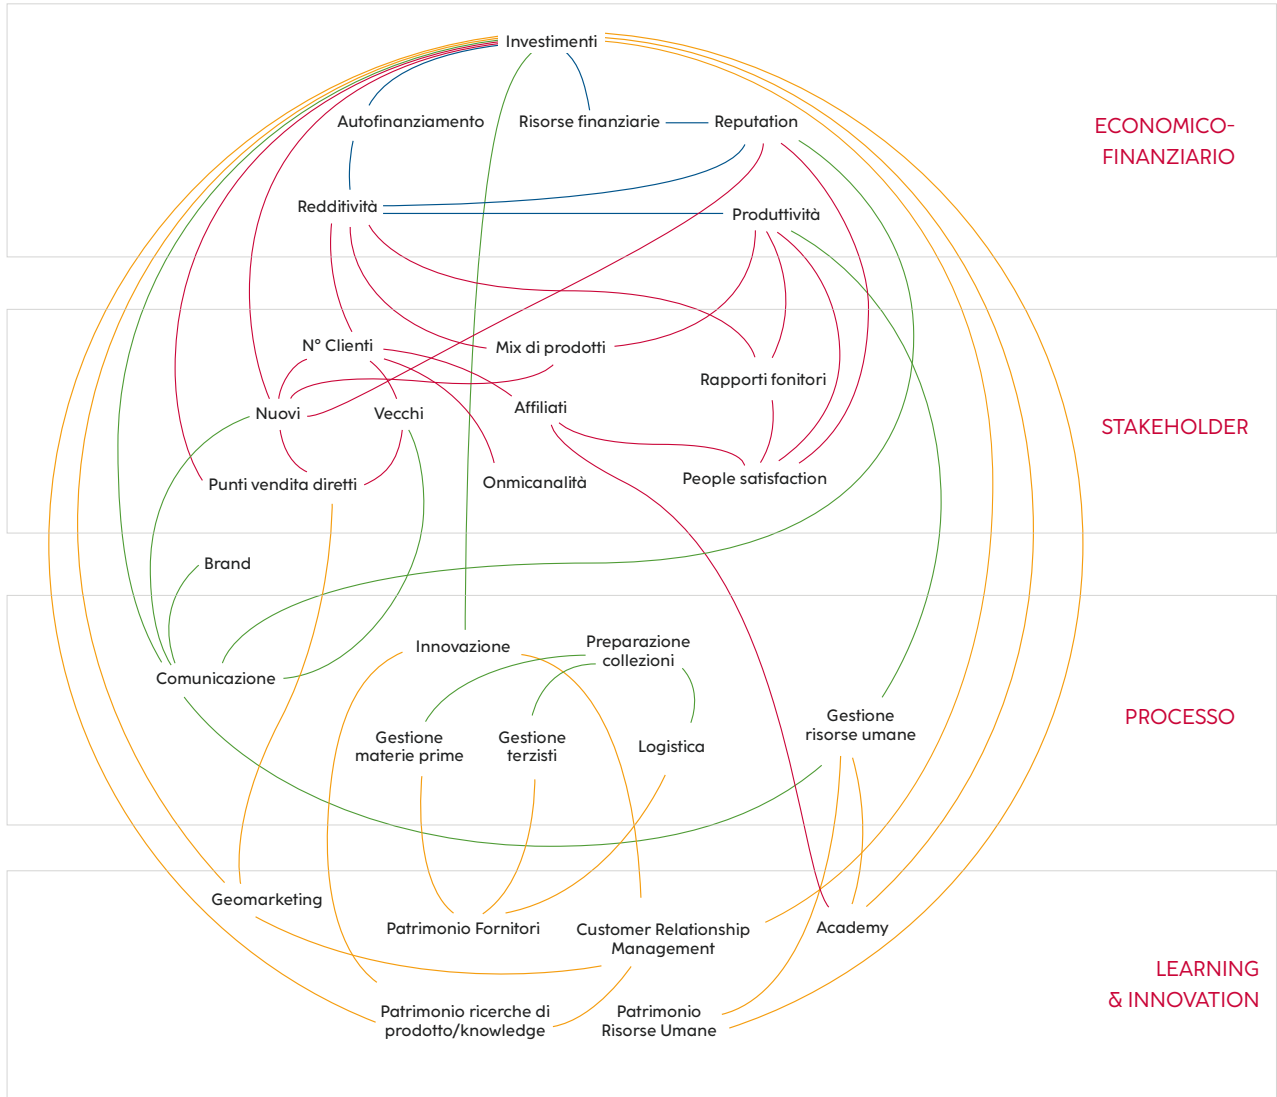 Investimenti
Autofinanziamento
Risorse finanziarie
Reputation
ECONOMICO-
FINANZIARIO
Redditività
Produttività
N° Clienti
Mix di prodotti
Rapporti fonitori
Nuovi
Vecchi
Affiliati
STAKEHOLDER
Punti vendita diretti
Onmicanalità
People satisfaction
Brand
Innovazione
Preparazione
collezioni
Comunicazione
Gestione
materie prime
Gestione
terzisti
Logistica
Gestione
risorse umane
PROCESSO
Geomarketing
Patrimonio Fornitori
Customer Relationship
Management
Academy
LEARNING
& INNOVATION
Patrimonio ricerche di
prodotto/knowledge
Patrimonio
Risorse Umane